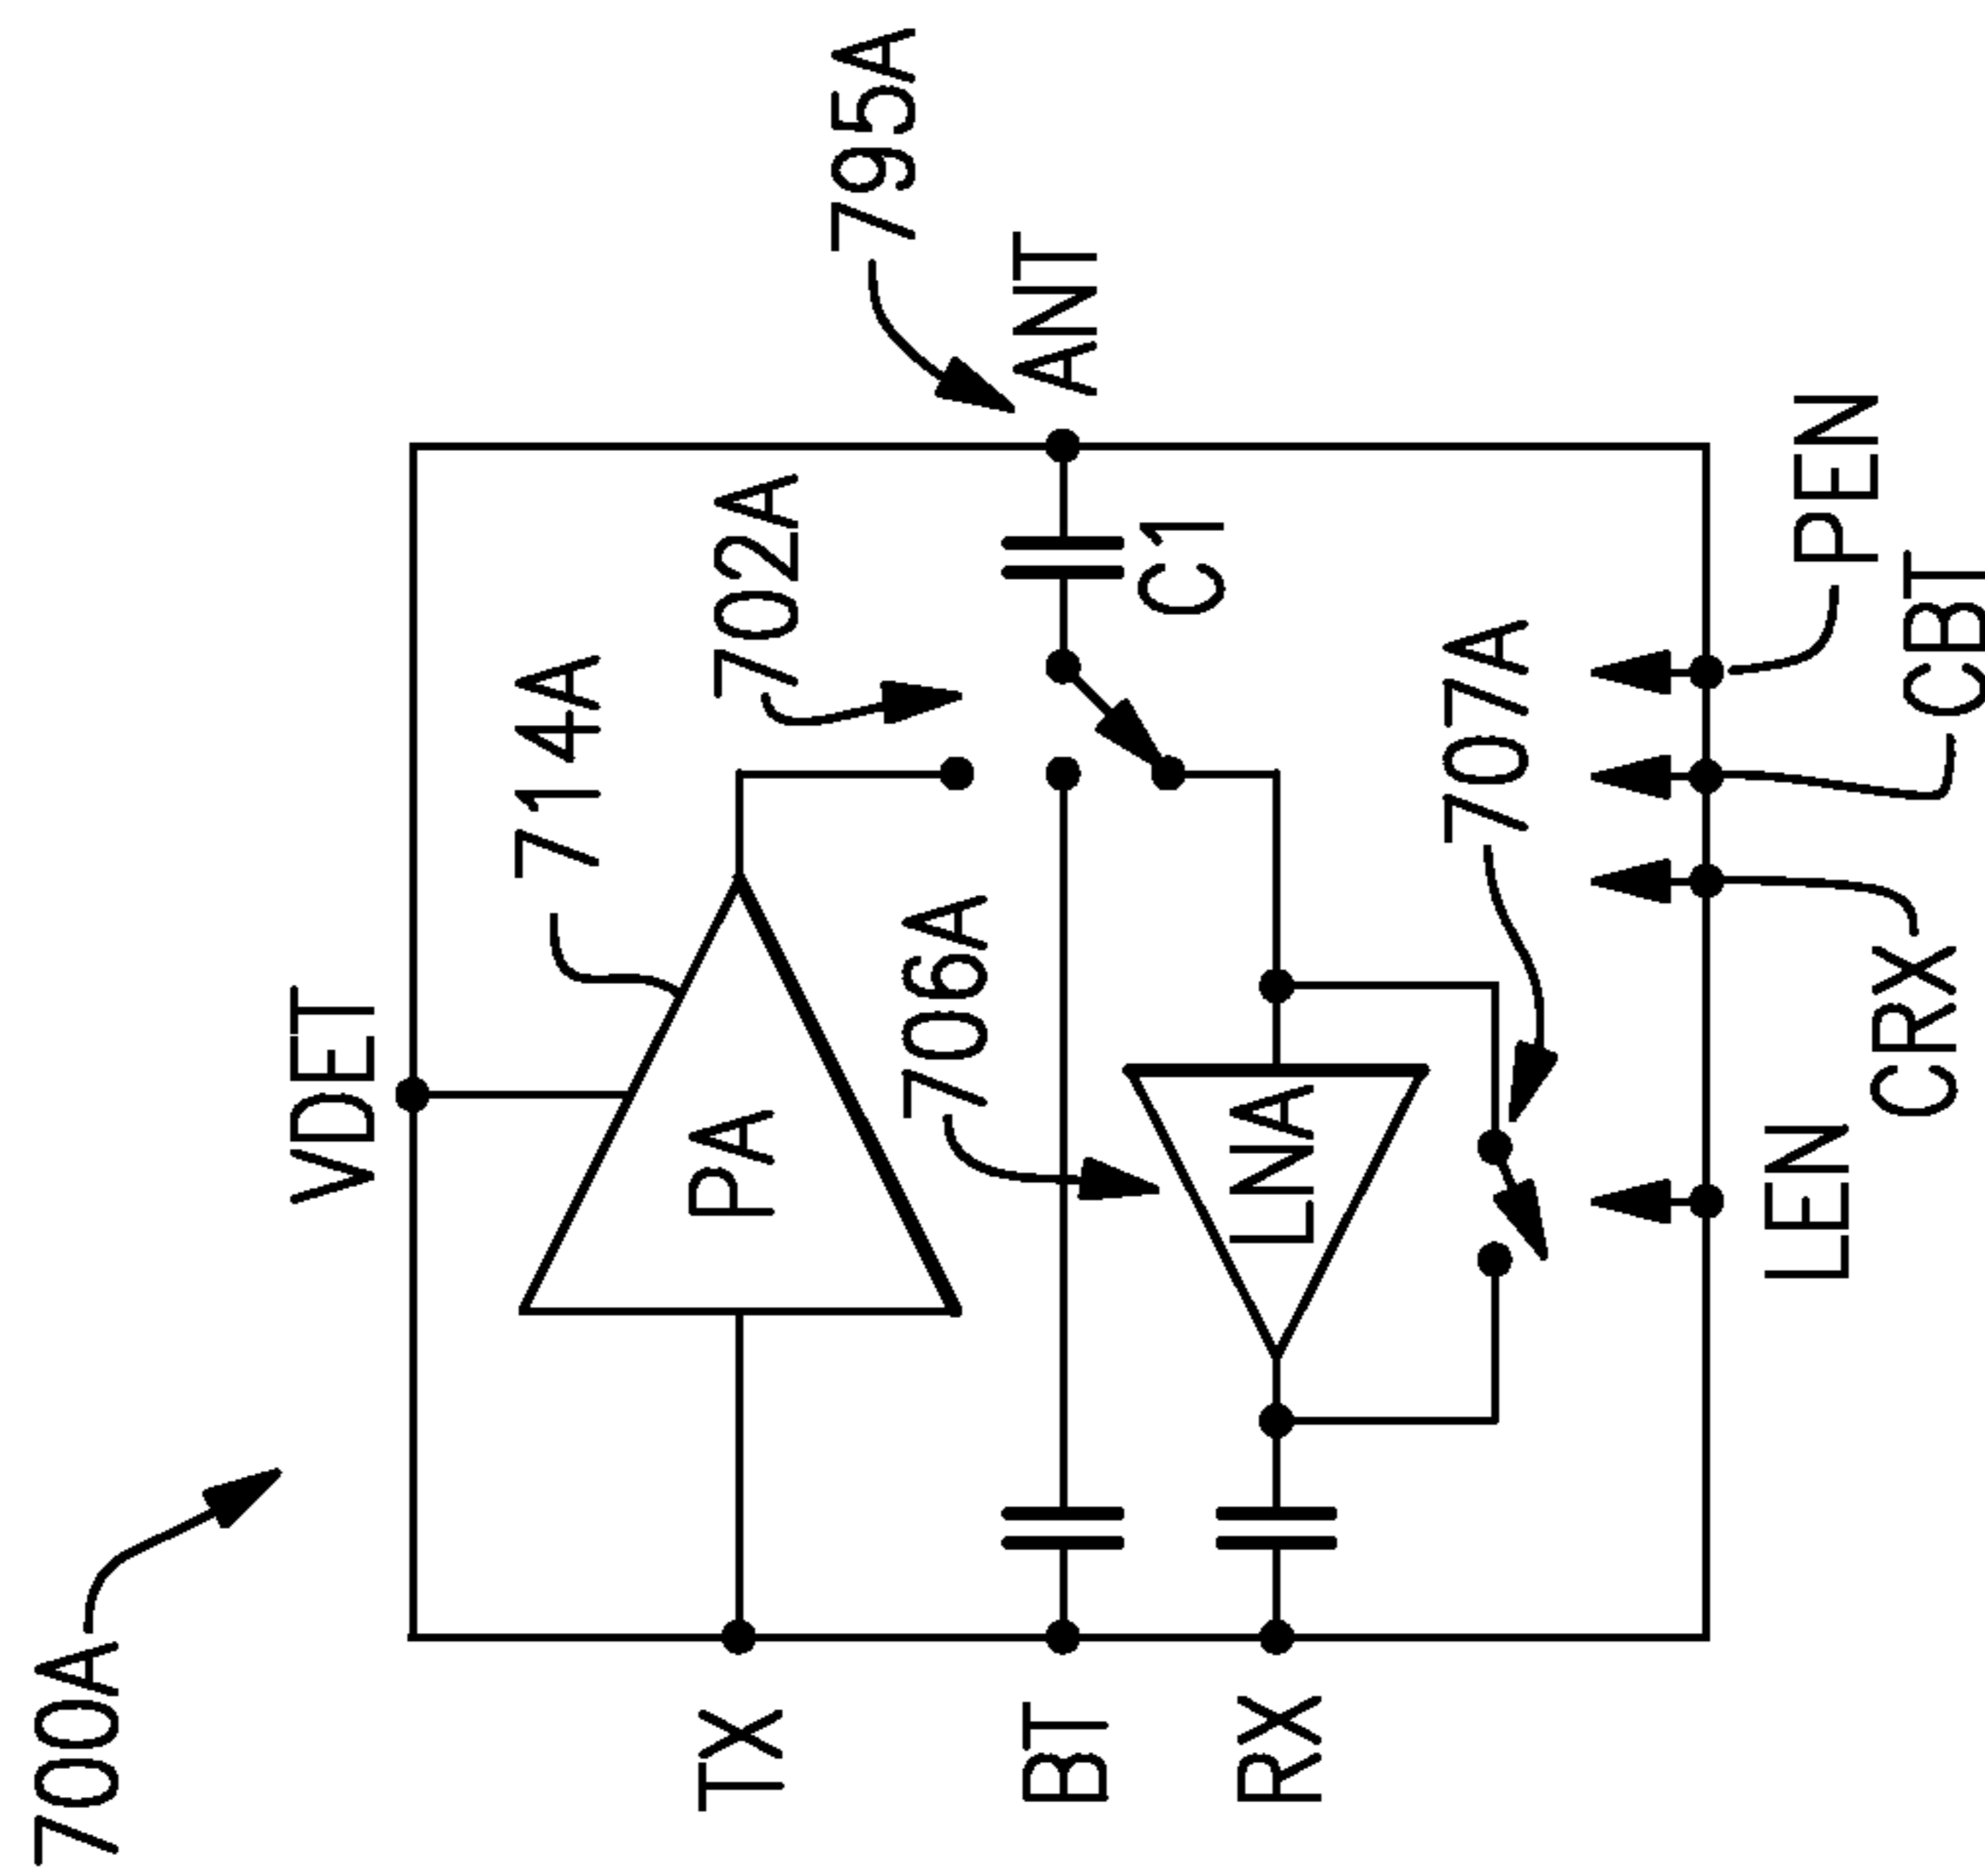 700A
VDET
714A
702A
795A
TX
PA
ANT
BT
706A
C1
RX
LNA
707A
LEN
CRX
CBT
PEN